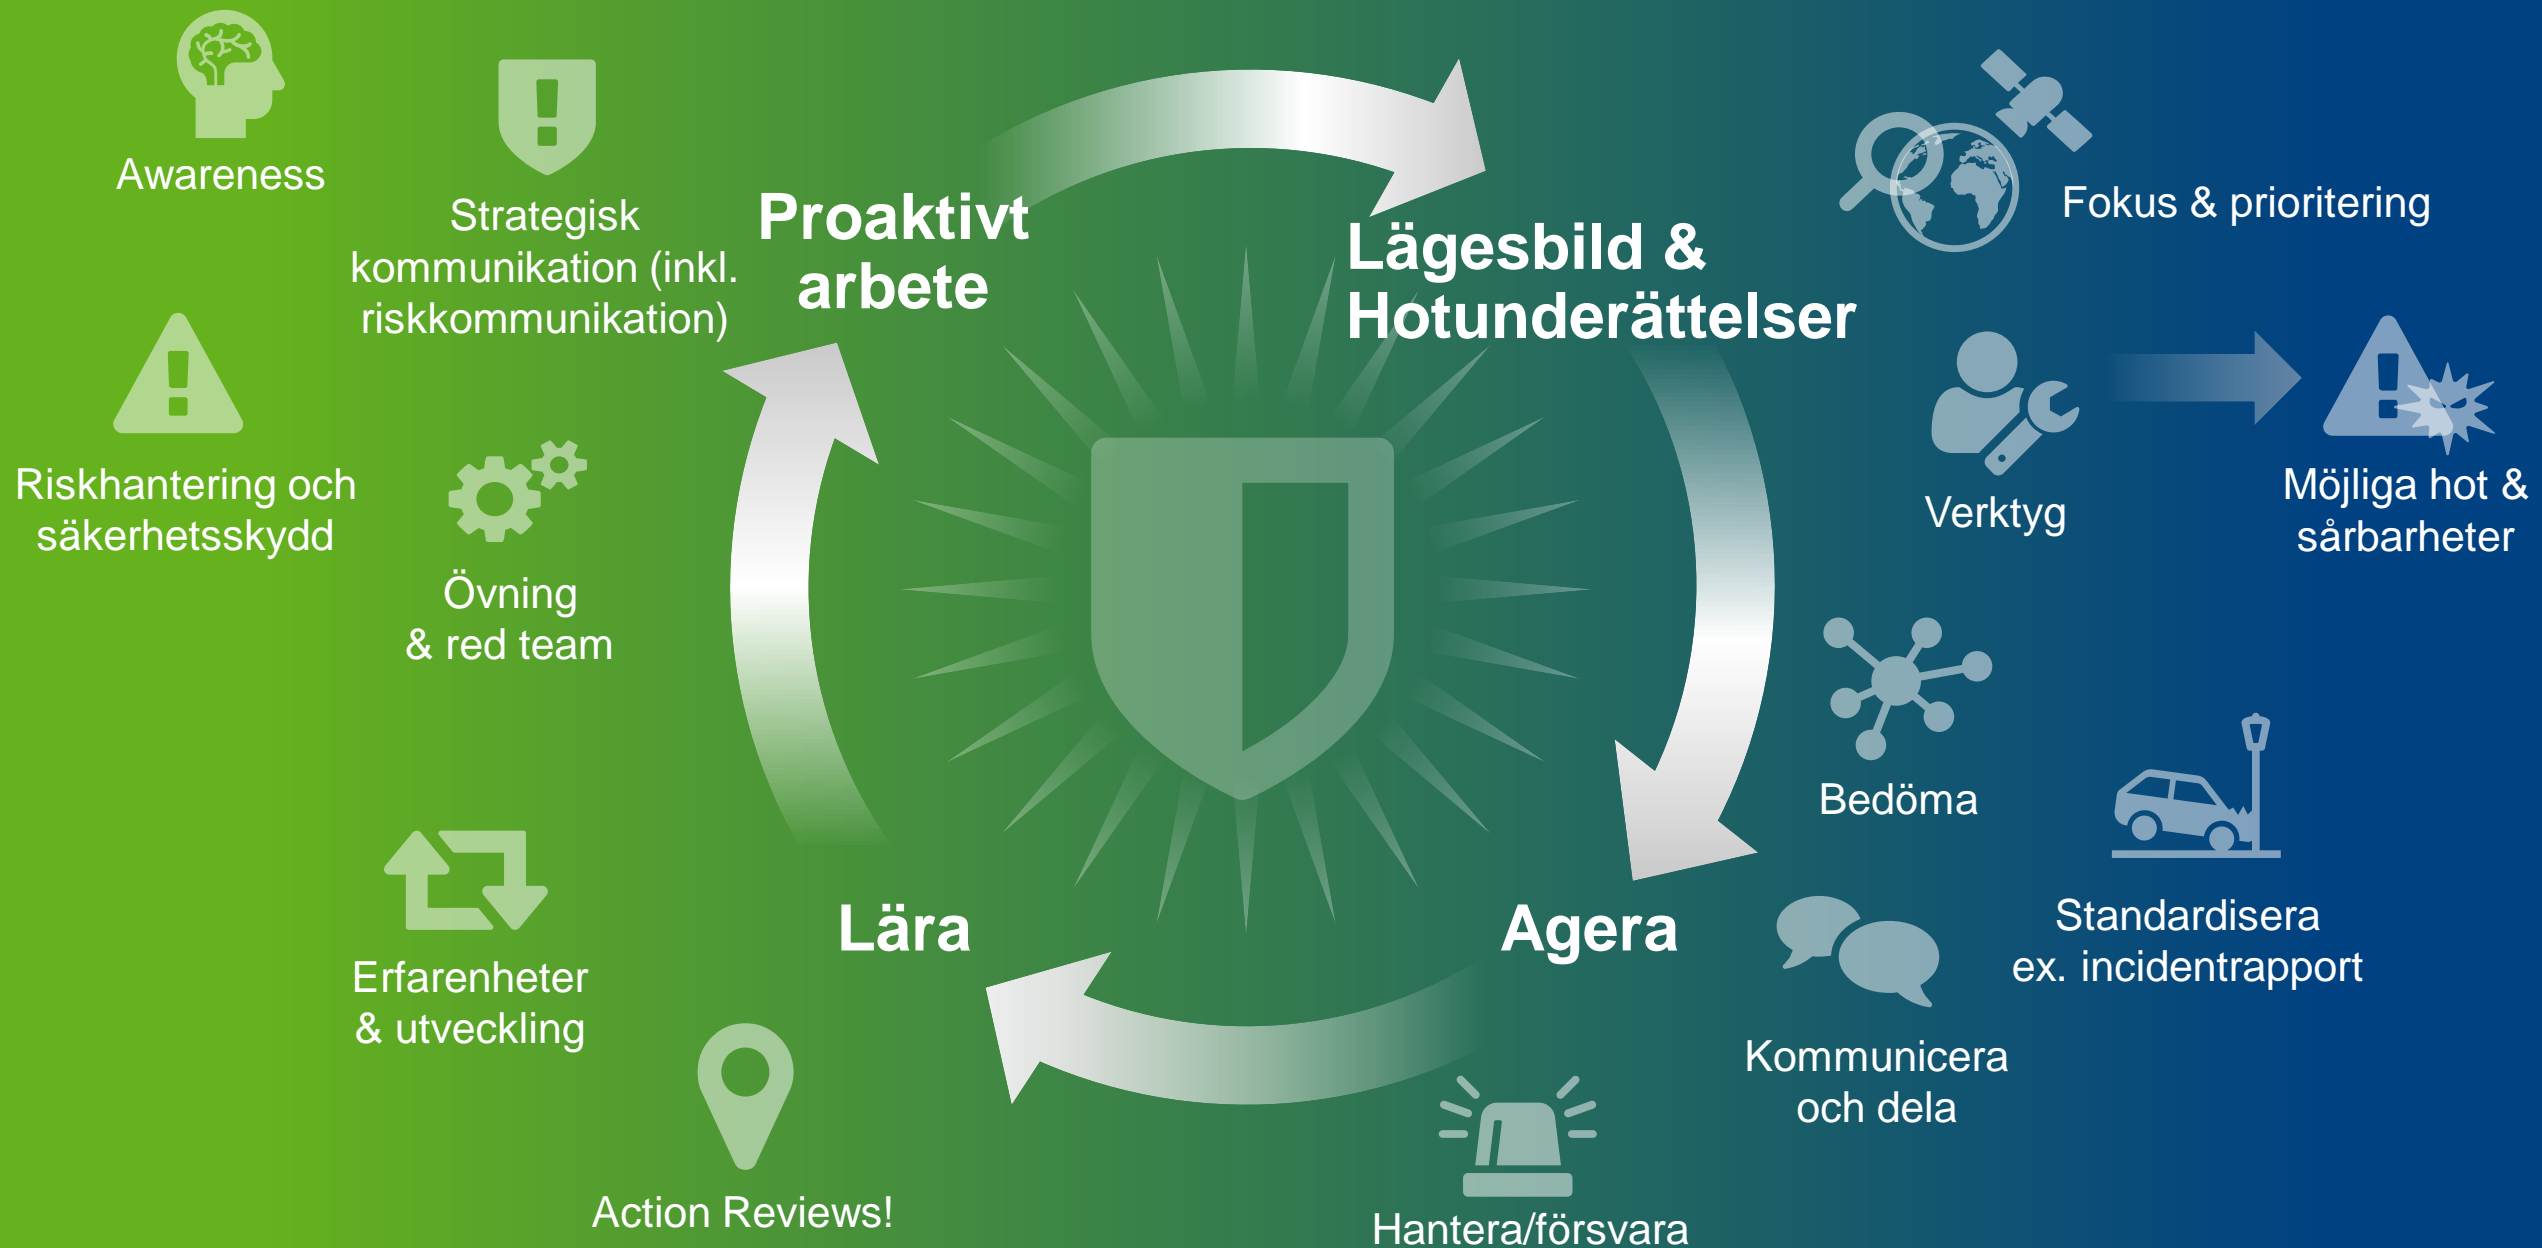 Awareness
Strategisk
kommunikation (inkl.
riskkommunikation)
Proaktivt
arbete
Lägesbild &
Hotunderättelser
Fokus & prioritering
Riskhantering och
säkerhetsskydd
Övning
& red team
Verktyg
Möjliga hot &
sårbarheter
Bedöma
Standardisera
ex. incidentrapport
Lära
Agera
Erfarenheter
& utveckling
Kommunicera
och dela
Action Reviews!
Hantera/försvara